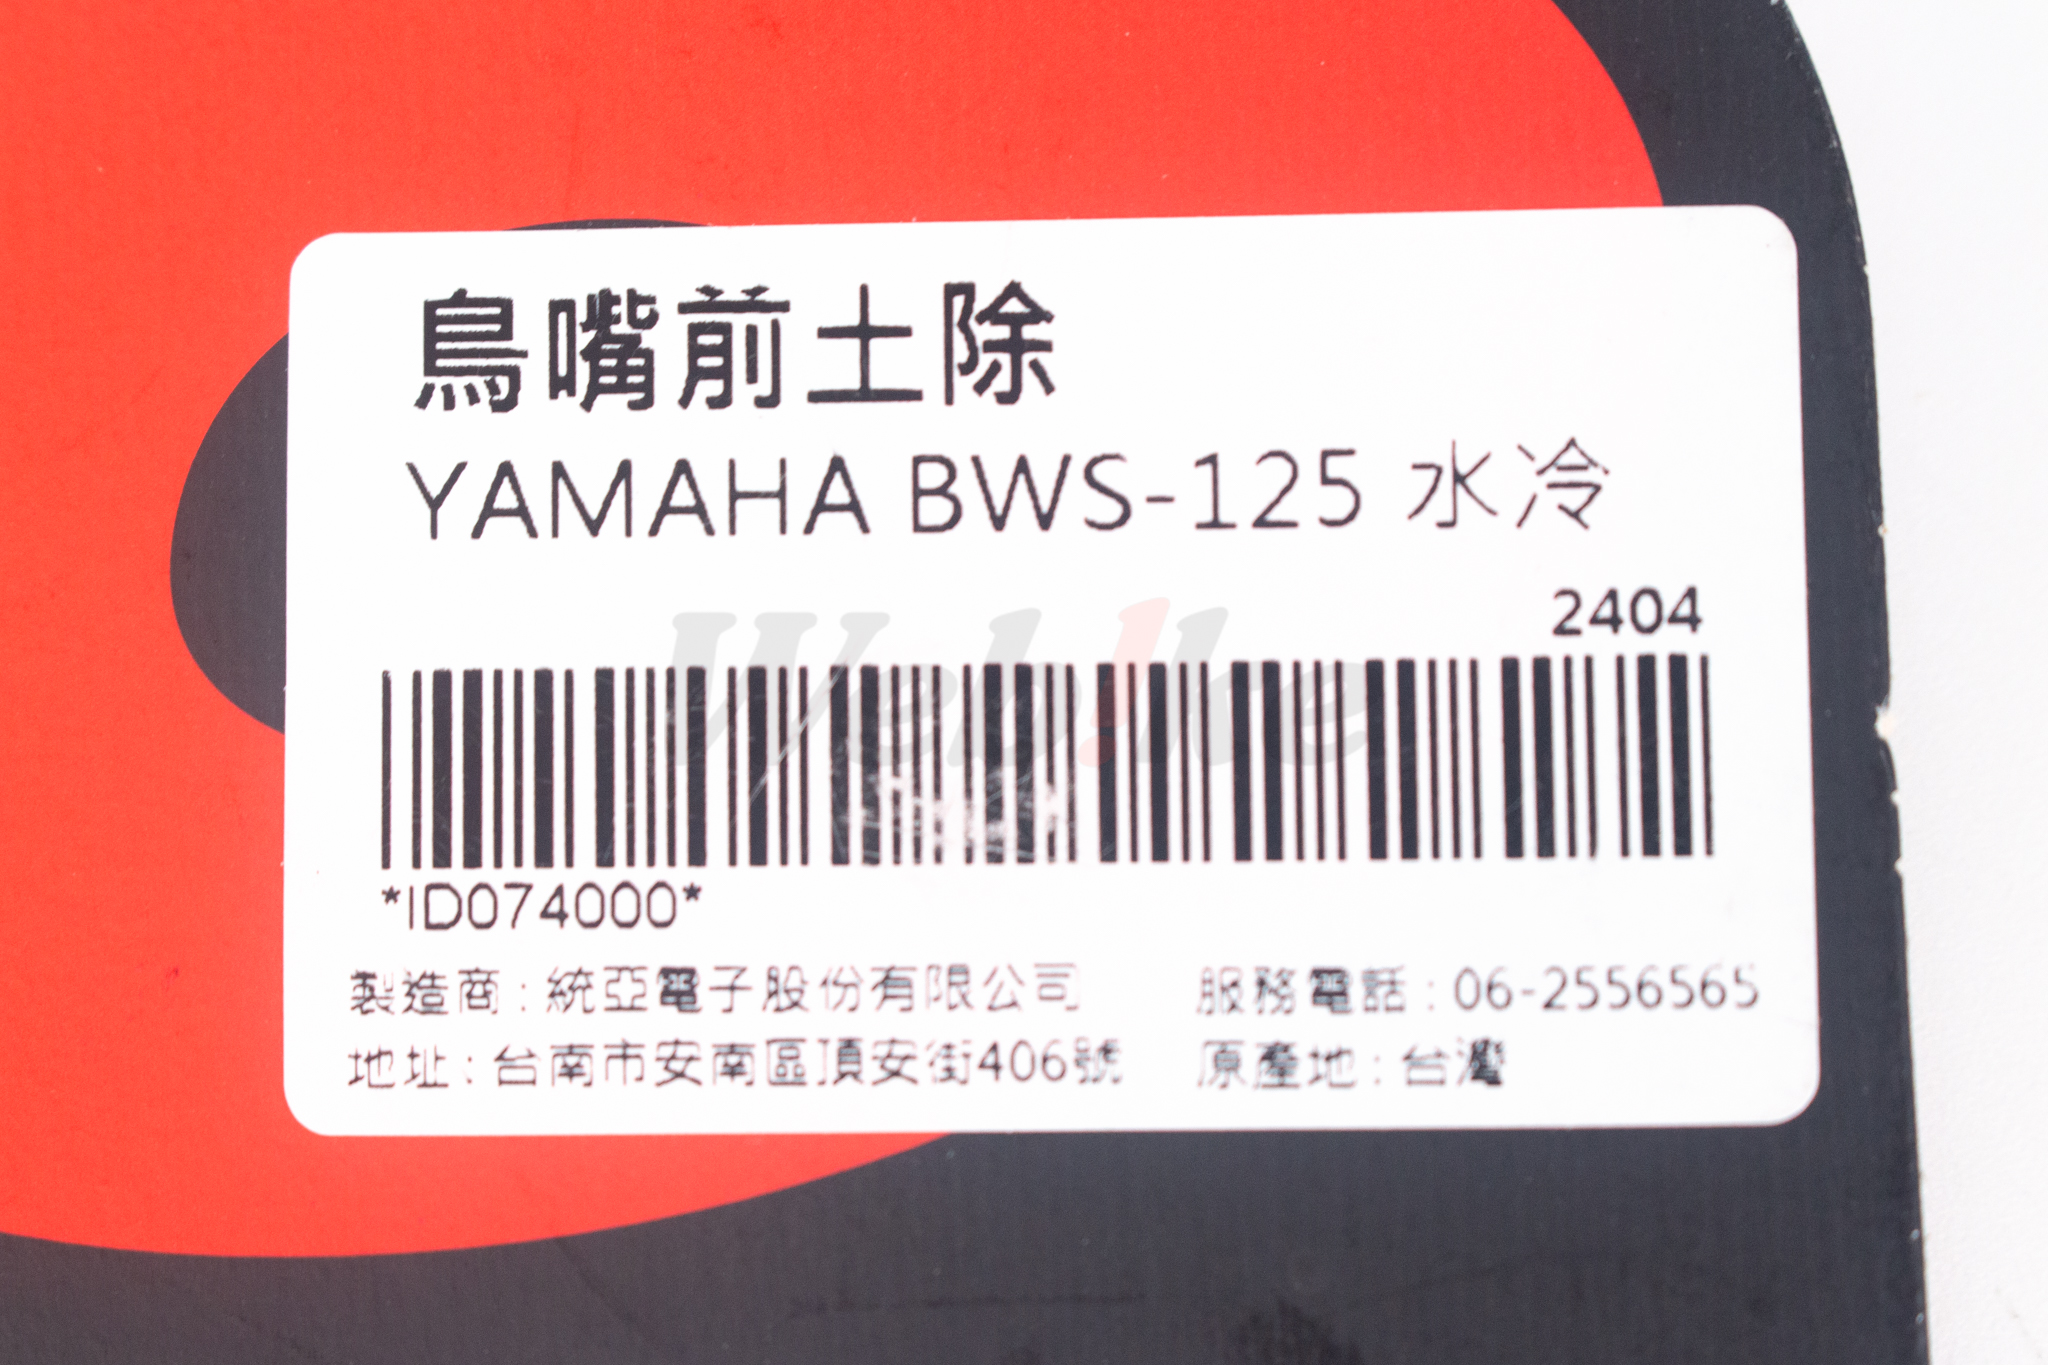 鳥嘴前土除
YAMAHA BWS-125 水冷
2404
Webike
*ID074000*
製造商：統亞電子股份有限公司 服務電話：06-2556565
地址：台南市安南區頂安街406號 原產地：台灣